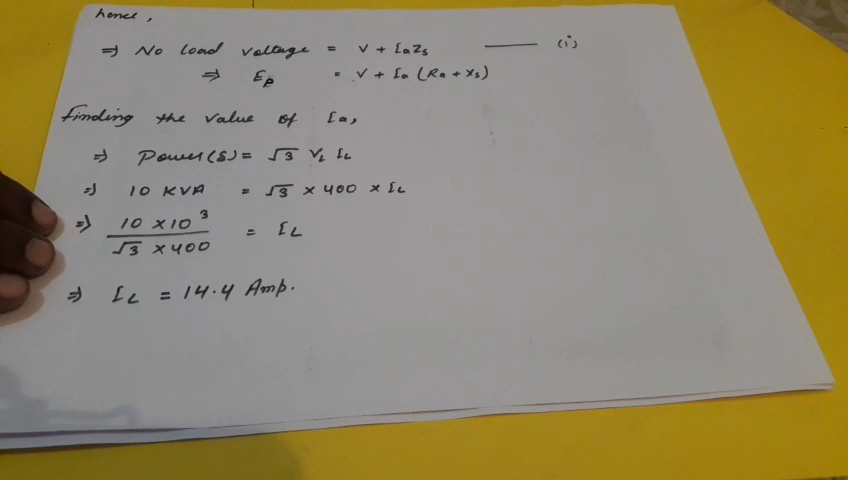 hence,
⇒ No load voltage = V + IaZs —— (i)
⇒ Ep = V + Ia (Ra + Xs)
finding the value of Ia,
⇒ Power(S) = √3 VL IL
⇒ 10 KVA = √3 × 400 × IL
⇒ 10 × 10³ / √3 × 400 = IL
⇒ IL = 14.4 Amp.